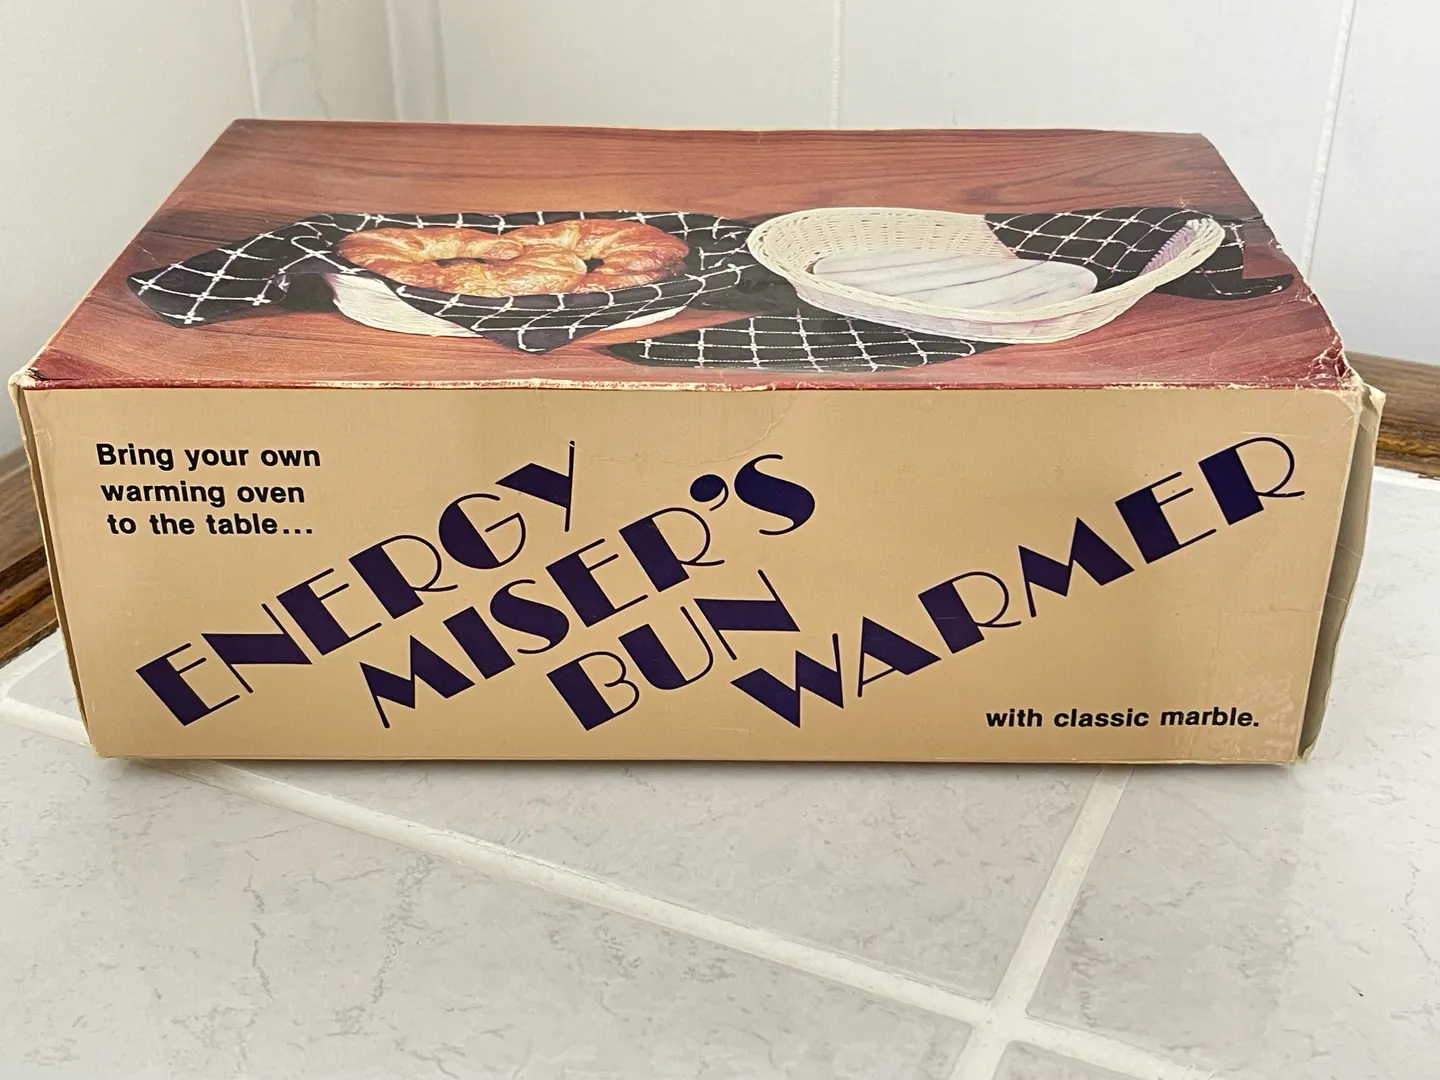 Bring your own
warming oven
to the table...
ENERGY
MISER'S
BUN
WARMER
with classic marble.